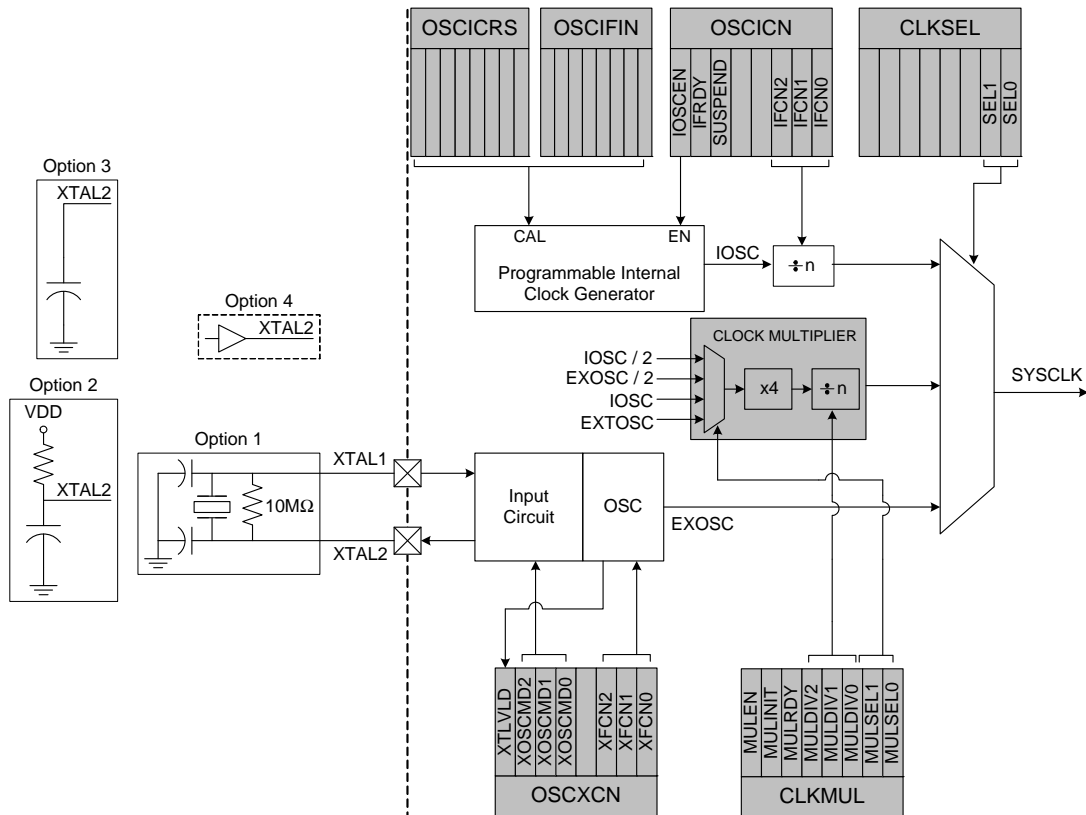 OSCICRS
OSCIFIN
OSCICN
CLKSEL
IOSCEN
IFRDY
SUSPEND
IFCN2
IFCN1
IFCN0
SEL1
SEL0
Option 3
XTAL2
CAL
EN
Programmable Internal
Clock Generator
IOSC
÷n
Option 4
XTAL2
CLOCK MULTIPLIER
IOSC / 2
EXOSC / 2
IOSC
EXTOSC
x4
÷n
SYSCLK
Option 2
VDD
XTAL2
Option 1
XTAL1
10MΩ
XTAL2
Input
Circuit
OSC
EXOSC
XTLVLD
XOSCMD2
XOSCMD1
XOSCMD0
XFCN2
XFCN1
XFCN0
OSCXCN
MULEN
MULINIT
MULRDY
MULDIV2
MULDIV1
MULDIV0
MULSEL1
MULSEL0
CLKMUL